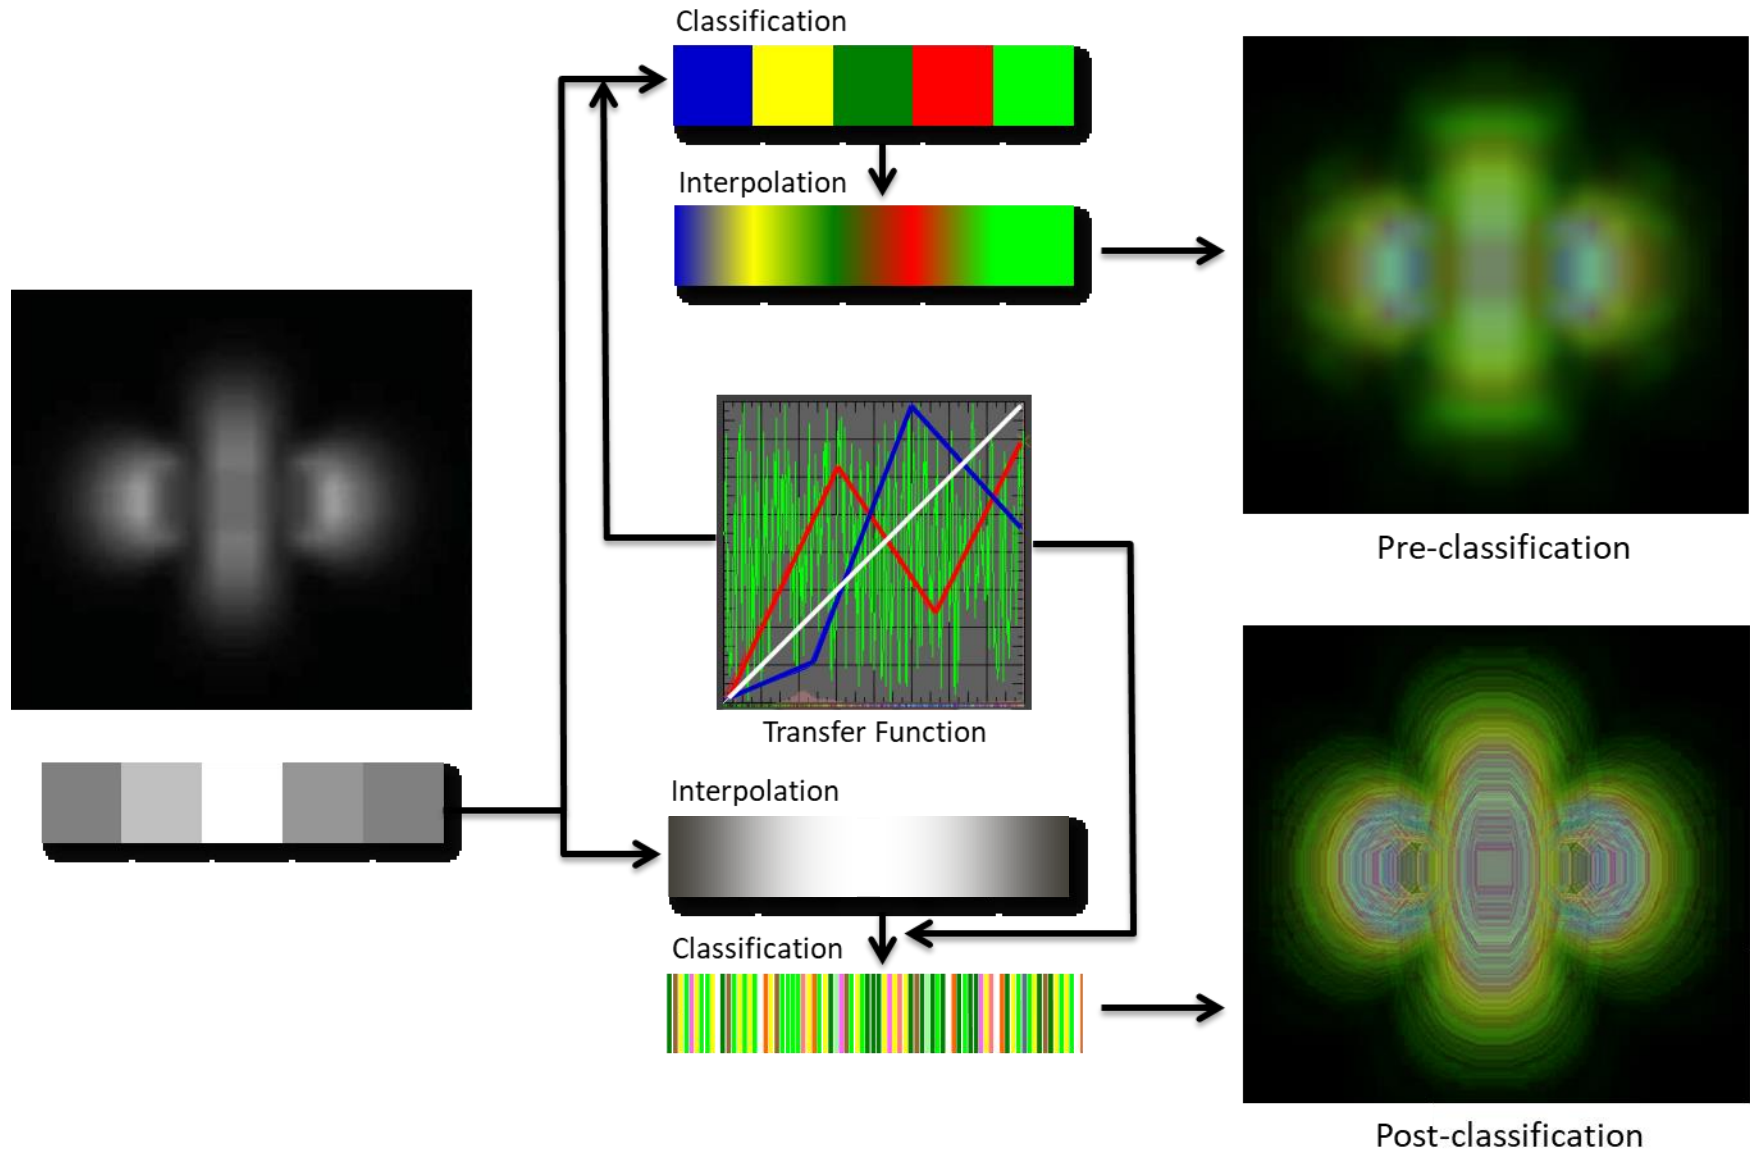 Classification
Interpolation
Pre-classification
Transfer Function
Interpolation
Classification
Post-classification